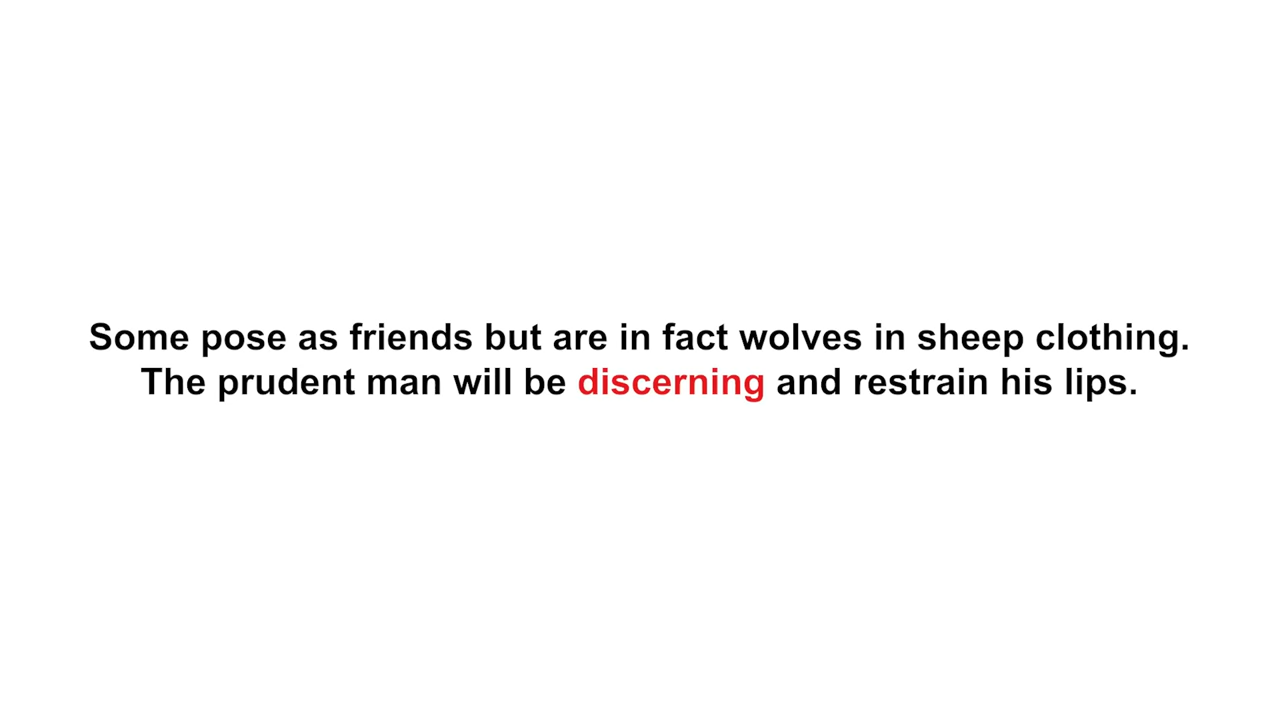 Some pose as friends but are in fact wolves in sheep clothing.
The prudent man will be discerning and restrain his lips.